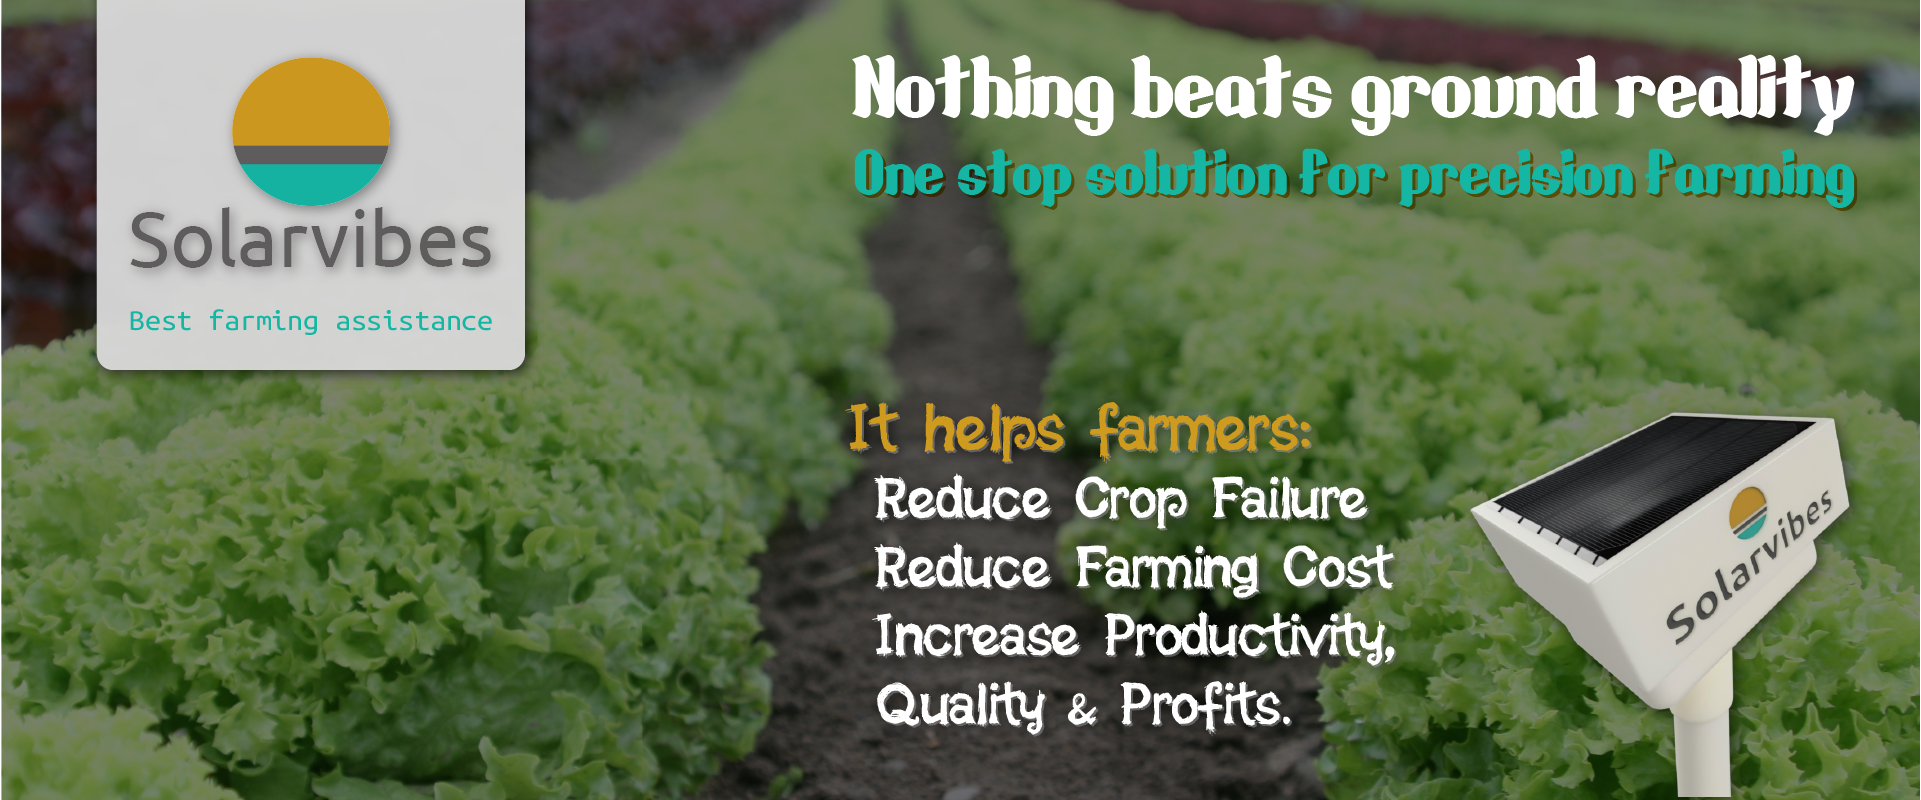 Solarvibes
Best farming assistance
Nothing beats ground reality
One stop solution for precision farming
It helps farmers:
Reduce Crop Failure
Reduce Farming Cost
Increase Productivity,
Quality & Profits.
Solarvibes